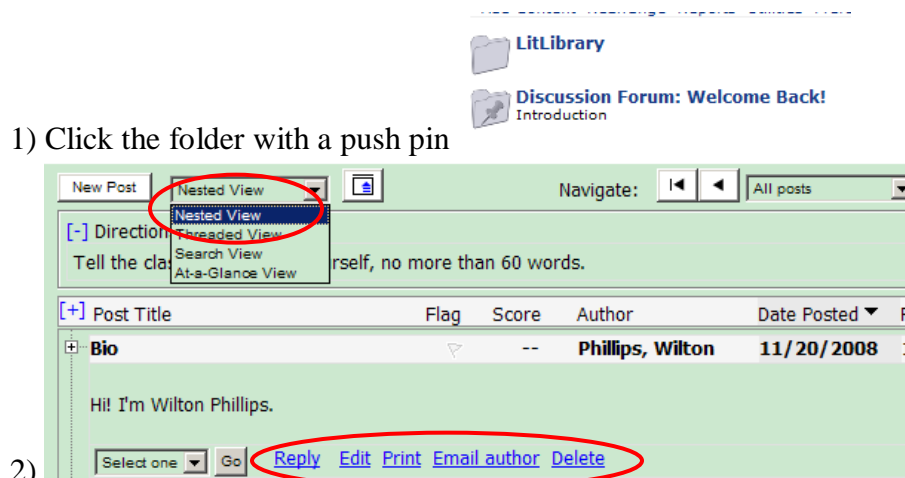 LitLibrary
Discussion Forum: Welcome Back!
Introduction
1) Click the folder with a push pin
New Post Nested View Navigate: All posts
Nested View
[-] Direction
Threaded View
Search View
Tell the cla rself, no more than 60 words.
At-a-Glance View
[+] Post Title Flag Score Author Date Posted
Bio -- Phillips, Wilton 11/20/2008
Hi! I'm Wilton Phillips.
2) Select one Go Reply Edit Print Email author Delete